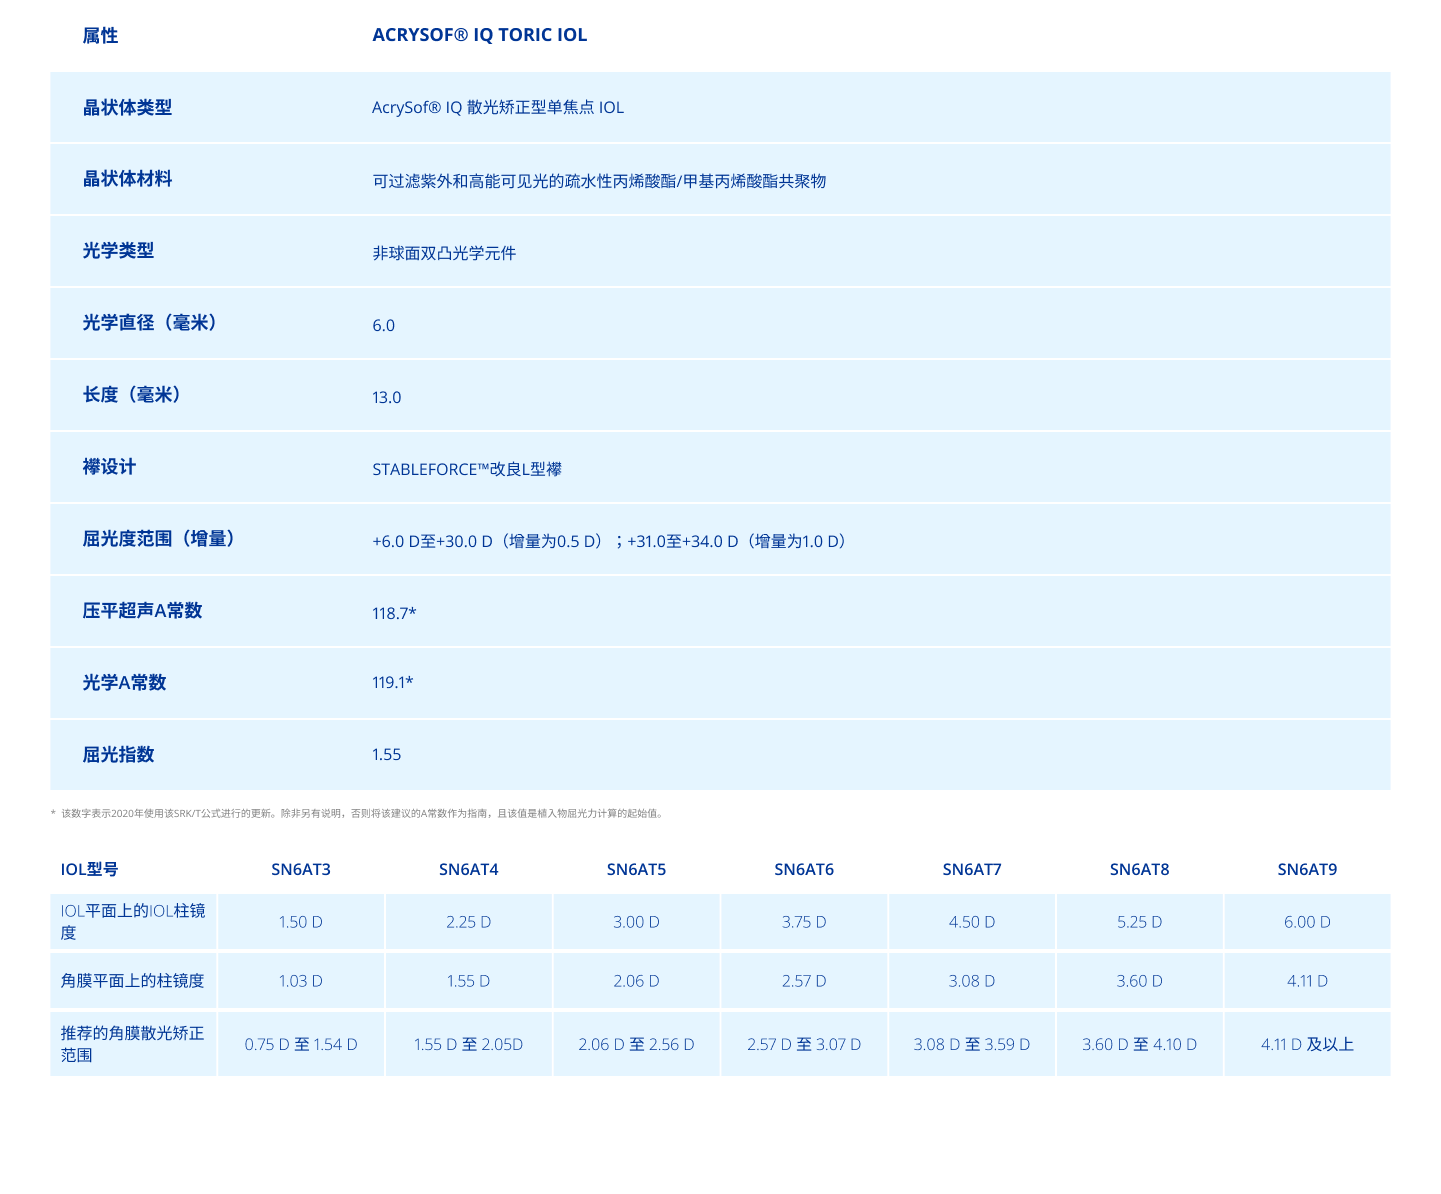 属性 ACRYSOF® IQ TORIC IOL
晶状体类型 AcrySof® IQ 散光矫正型单焦点 IOL
晶状体材料 可过滤紫外和高能可见光的疏水性丙烯酸酯/甲基丙烯酸酯共聚物
光学类型 非球面双凸光学元件
光学直径（毫米） 6.0
长度（毫米） 13.0
襻设计 STABLEFORCE™改良L型襻
屈光度范围（增量） +6.0 D至+30.0 D（增量为0.5 D）；+31.0至+34.0 D（增量为1.0 D）
压平超声A常数 118.7*
光学A常数 119.1*
屈光指数 1.55
* 该数字表示2020年使用该SRK/T公式进行的更新。除非另有说明，否则将该建议的A常数作为指南，且该值是植入物屈光力计算的起始值。
IOL型号 SN6AT3 SN6AT4 SN6AT5 SN6AT6 SN6AT7 SN6AT8 SN6AT9
IOL平面上的IOL柱镜
度 1.50 D 2.25 D 3.00 D 3.75 D 4.50 D 5.25 D 6.00 D
角膜平面上的柱镜度 1.03 D 1.55 D 2.06 D 2.57 D 3.08 D 3.60 D 4.11 D
推荐的角膜散光矫正
范围 0.75 D 至 1.54 D 1.55 D 至 2.05D 2.06 D 至 2.56 D 2.57 D 至 3.07 D 3.08 D 至 3.59 D 3.60 D 至 4.10 D 4.11 D 及以上